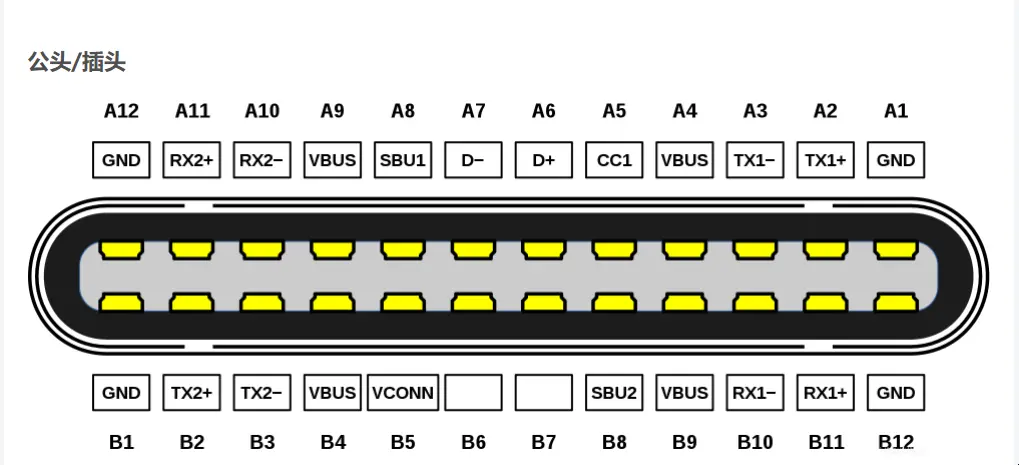 公头/插头
A12 A11 A10 A9 A8 A7 A6 A5 A4 A3 A2 A1
GND RX2+ RX2− VBUS SBU1 D− D+ CC1 VBUS TX1− TX1+ GND
GND TX2+ TX2− VBUS VCONN SBU2 VBUS RX1− RX1+ GND
B1 B2 B3 B4 B5 B6 B7 B8 B9 B10 B11 B12